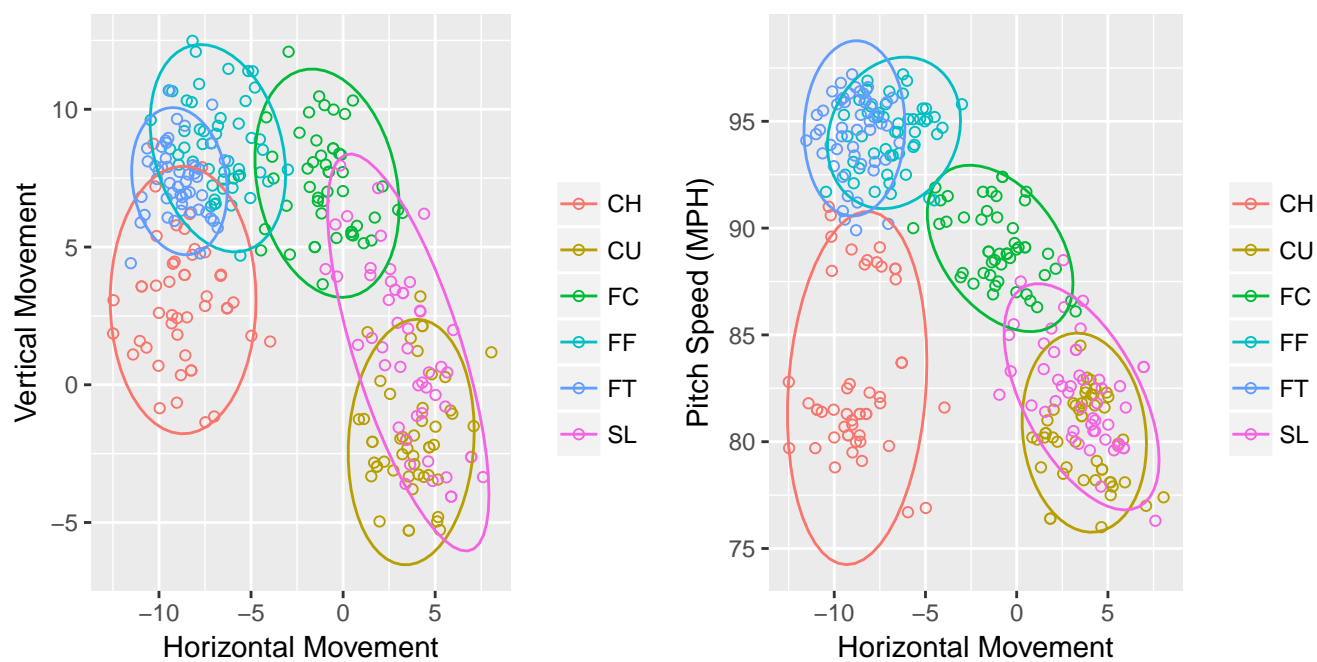 Vertical Movement
10
5
0
−5
−10
−5
0
5
Horizontal Movement
CH
CU
FC
FF
FT
SL
Pitch Speed (MPH)
95
90
85
80
75
−10
−5
0
5
Horizontal Movement
CH
CU
FC
FF
FT
SL